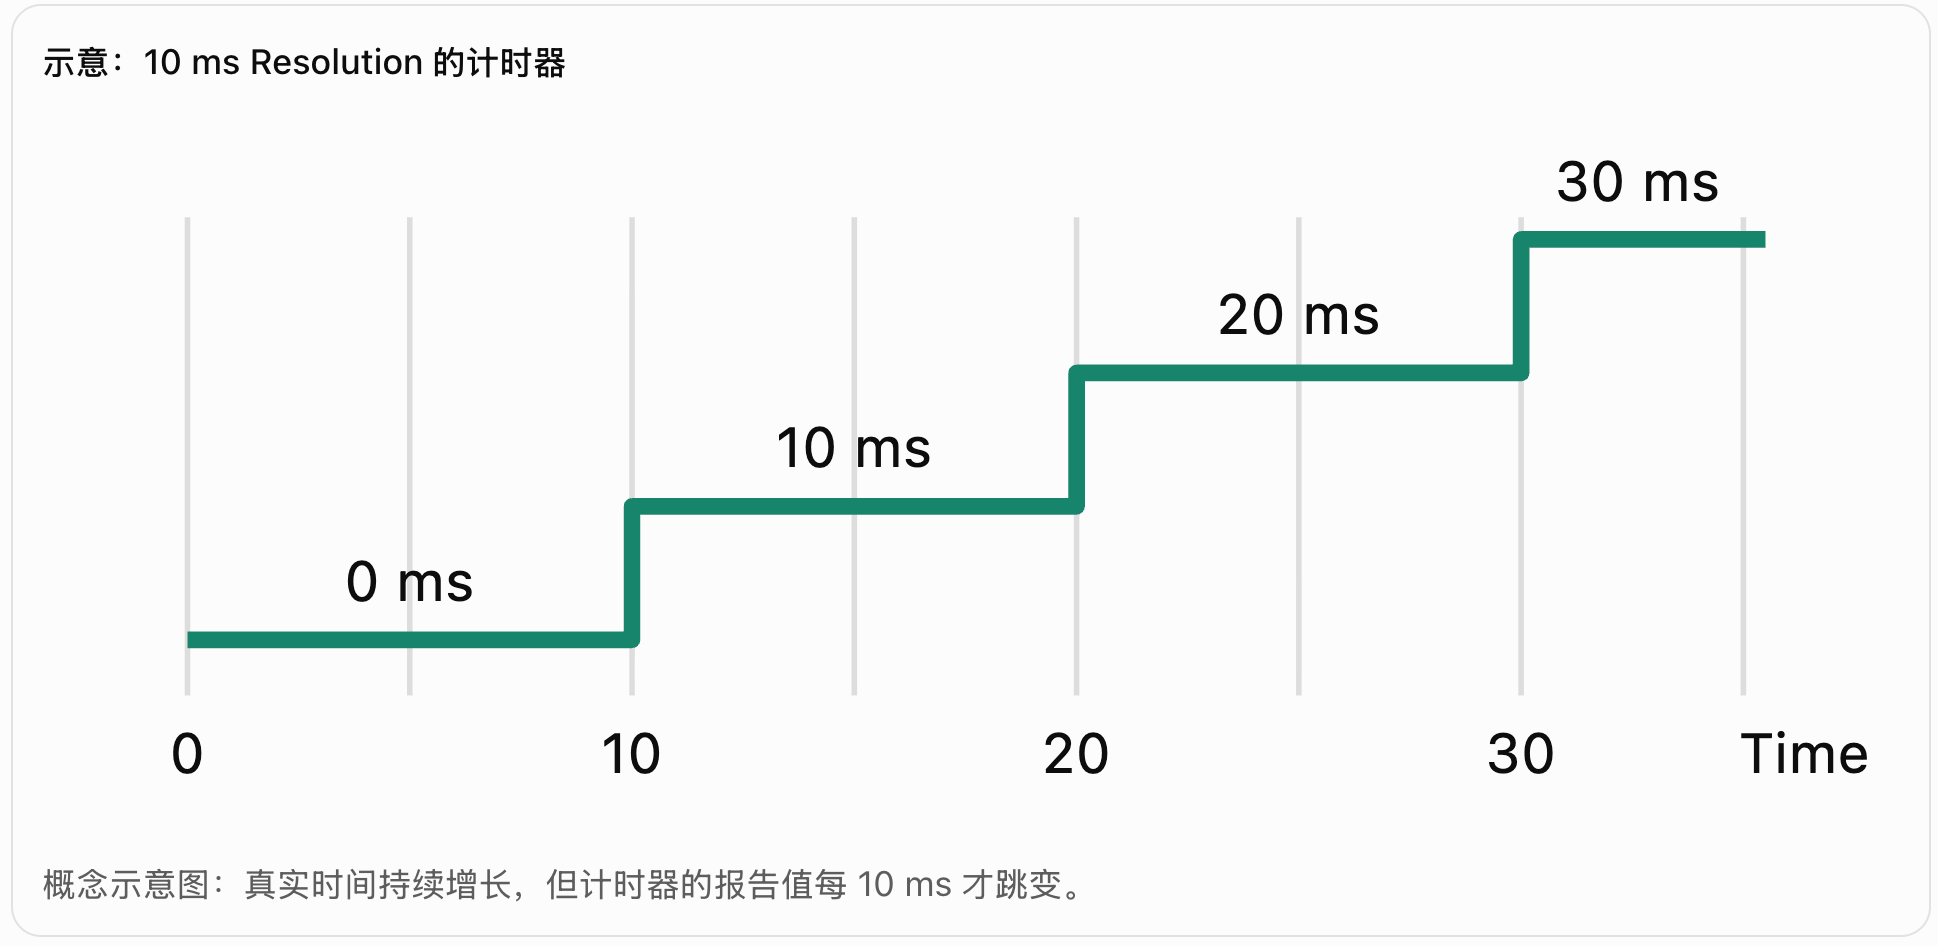 示意：10 ms Resolution 的计时器
30 ms
20 ms
10 ms
0 ms
0 10 20 30 Time
概念示意图：真实时间持续增长，但计时器的报告值每 10 ms 才跳变。